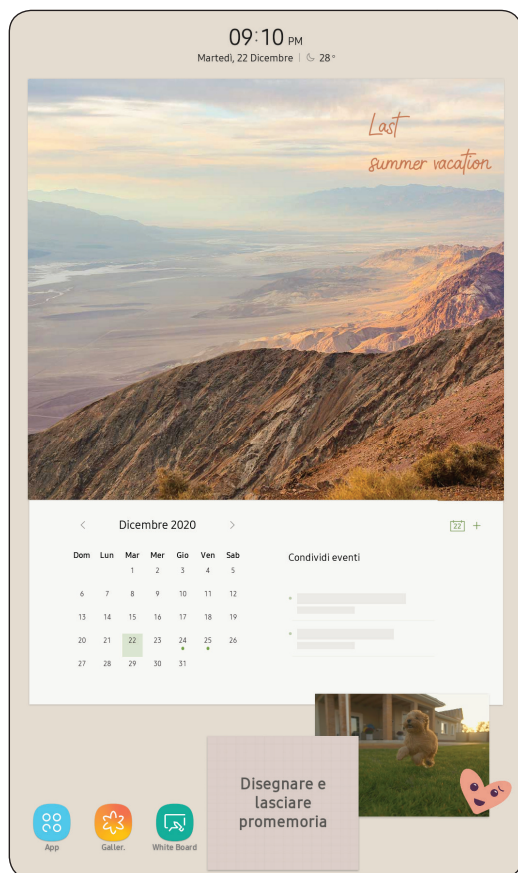 09:10 PM
Martedì, 22 Dicembre | 28°
Last
summer vacation
< Dicembre 2020 >
22 +
Dom Lun Mar Mer Gio Ven Sab
1 2 3 4 5
6 7 8 9 10 11 12
13 14 15 16 17 18 19
20 21 22 23 24 25 26
27 28 29 30 31
Condividi eventi
Disegnare e
lasciare
promemoria
App
Galler.
White Board